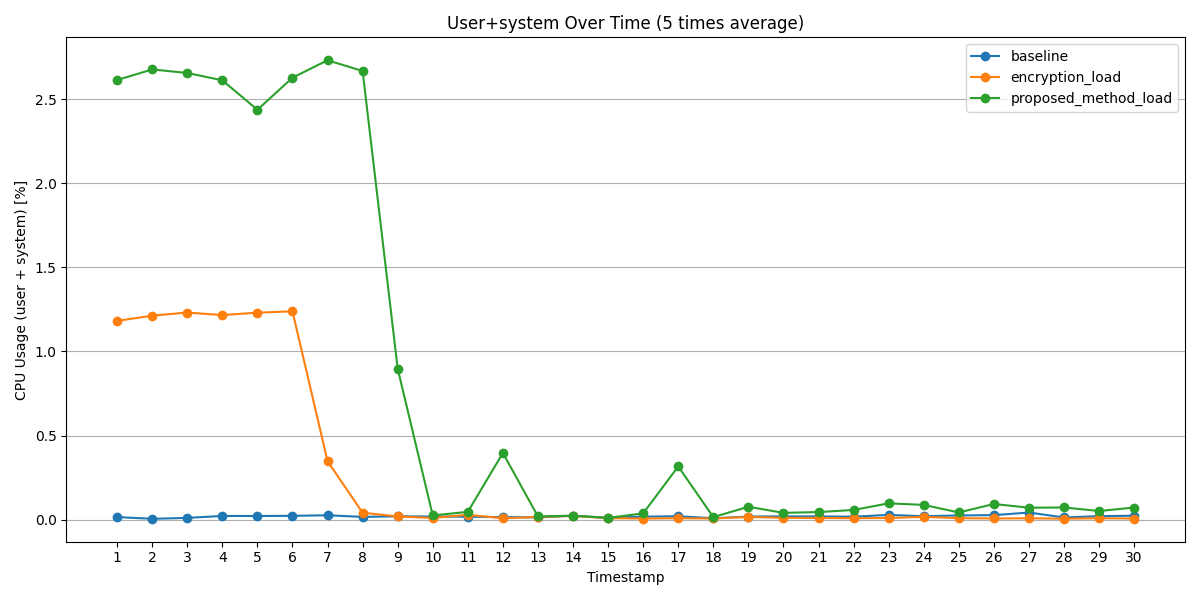 User+system Over Time (5 times average)
baseline
encryption_load
proposed_method_load
CPU Usage (user + system) [%]
2.5
2.0
1.5
1.0
0.5
0.0
1 2 3 4 5 6 7 8 9 10 11 12 13 14 15 16 17 18 19 20 21 22 23 24 25 26 27 28 29 30
Timestamp